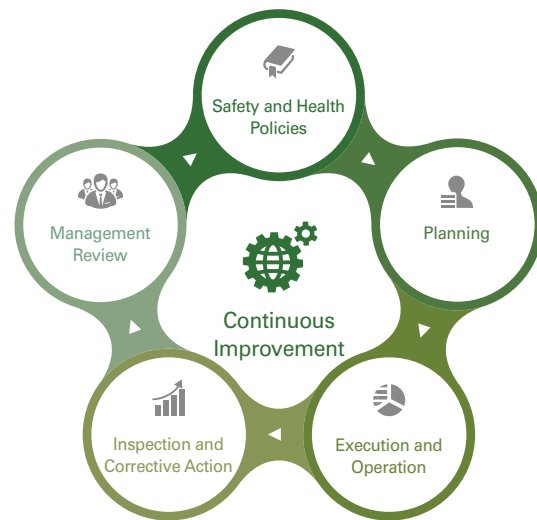 Safety and Health
Policies
Management
Review
Planning
Continuous
Improvement
Inspection and
Corrective Action
Execution and
Operation